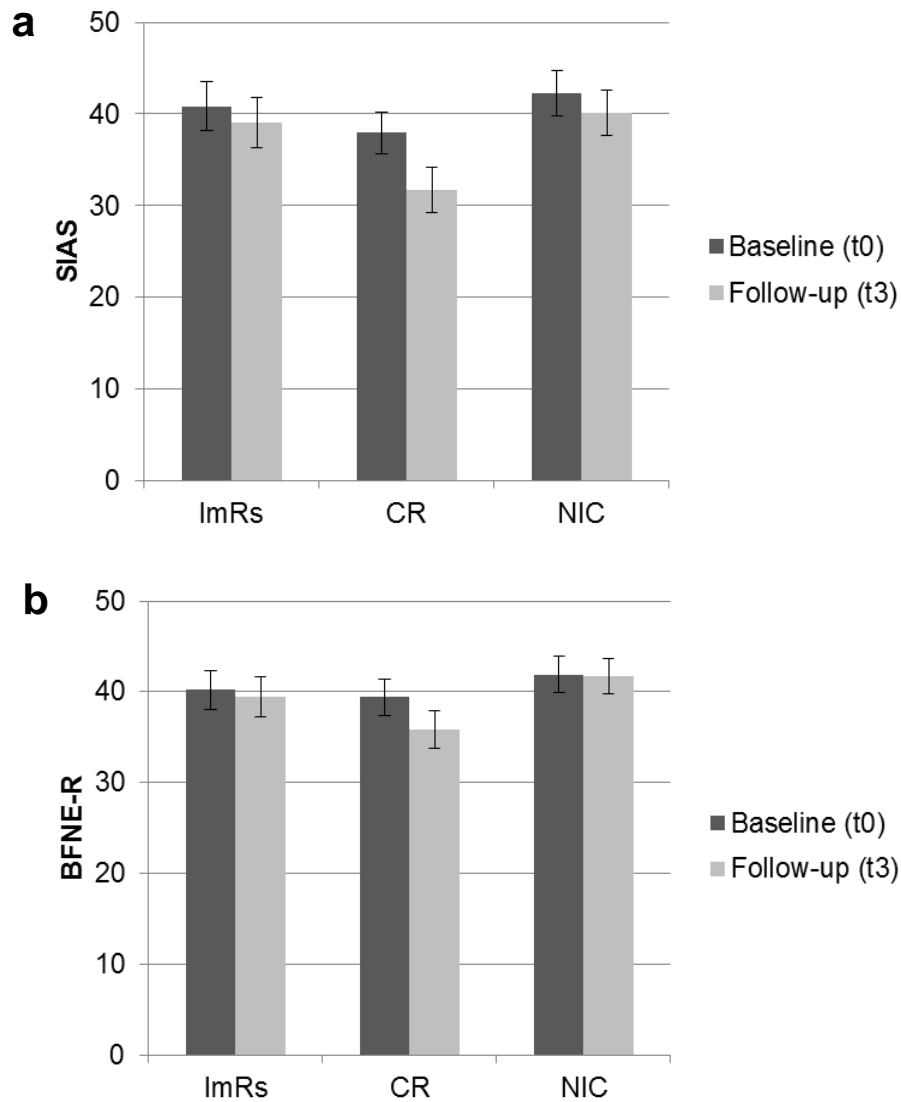 a
50
40
30
20
10
0
SIAS
ImRs CR NIC
Baseline (t0)
Follow-up (t3)
b
50
40
30
20
10
0
BFNE-R
ImRs CR NIC
Baseline (t0)
Follow-up (t3)